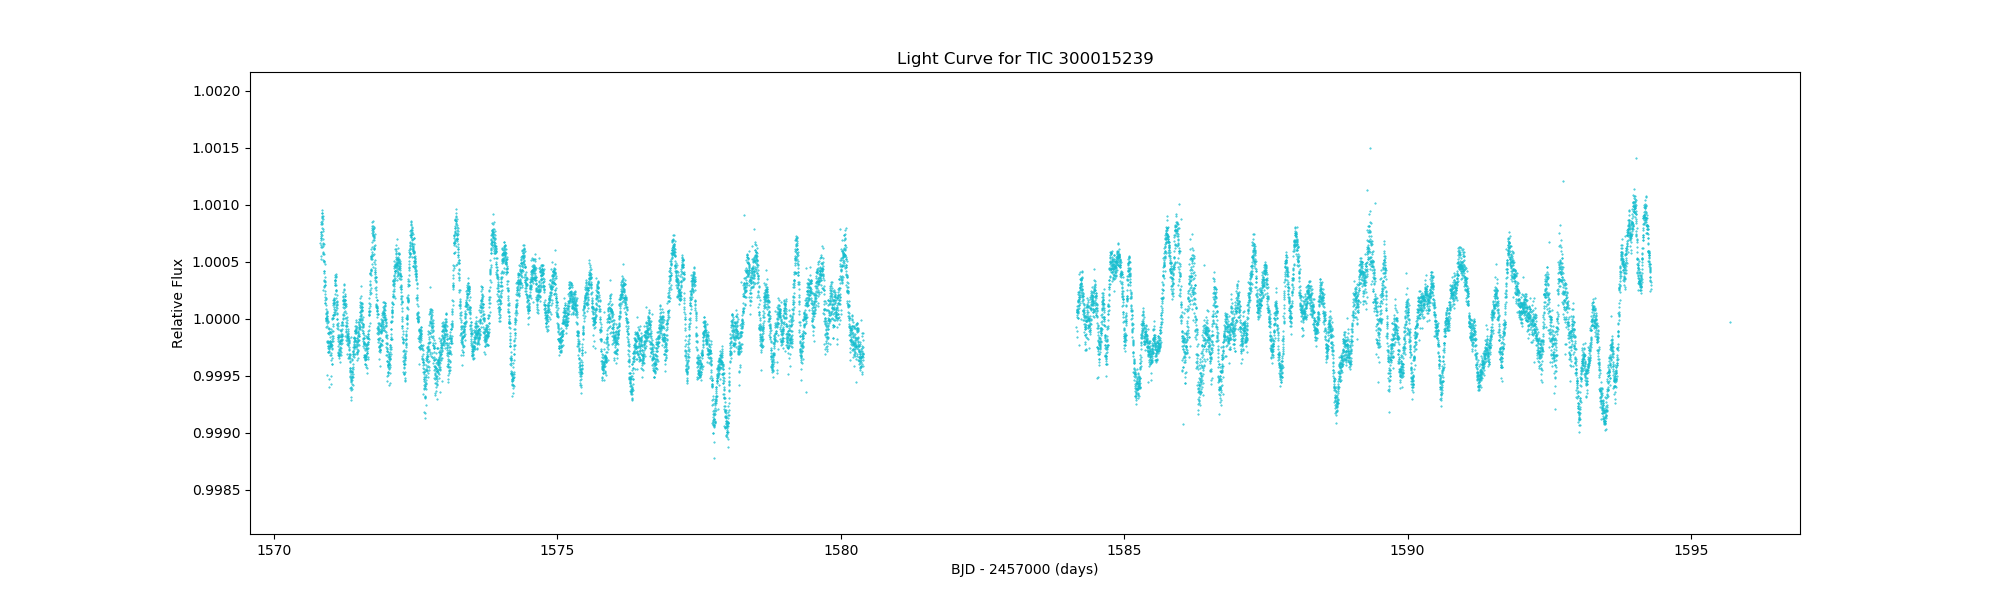 Light Curve for TIC 300015239
Relative Flux
1.0020
1.0015
1.0010
1.0005
1.0000
0.9995
0.9990
0.9985
1570 1575 1580 1585 1590 1595
BJD - 2457000 (days)